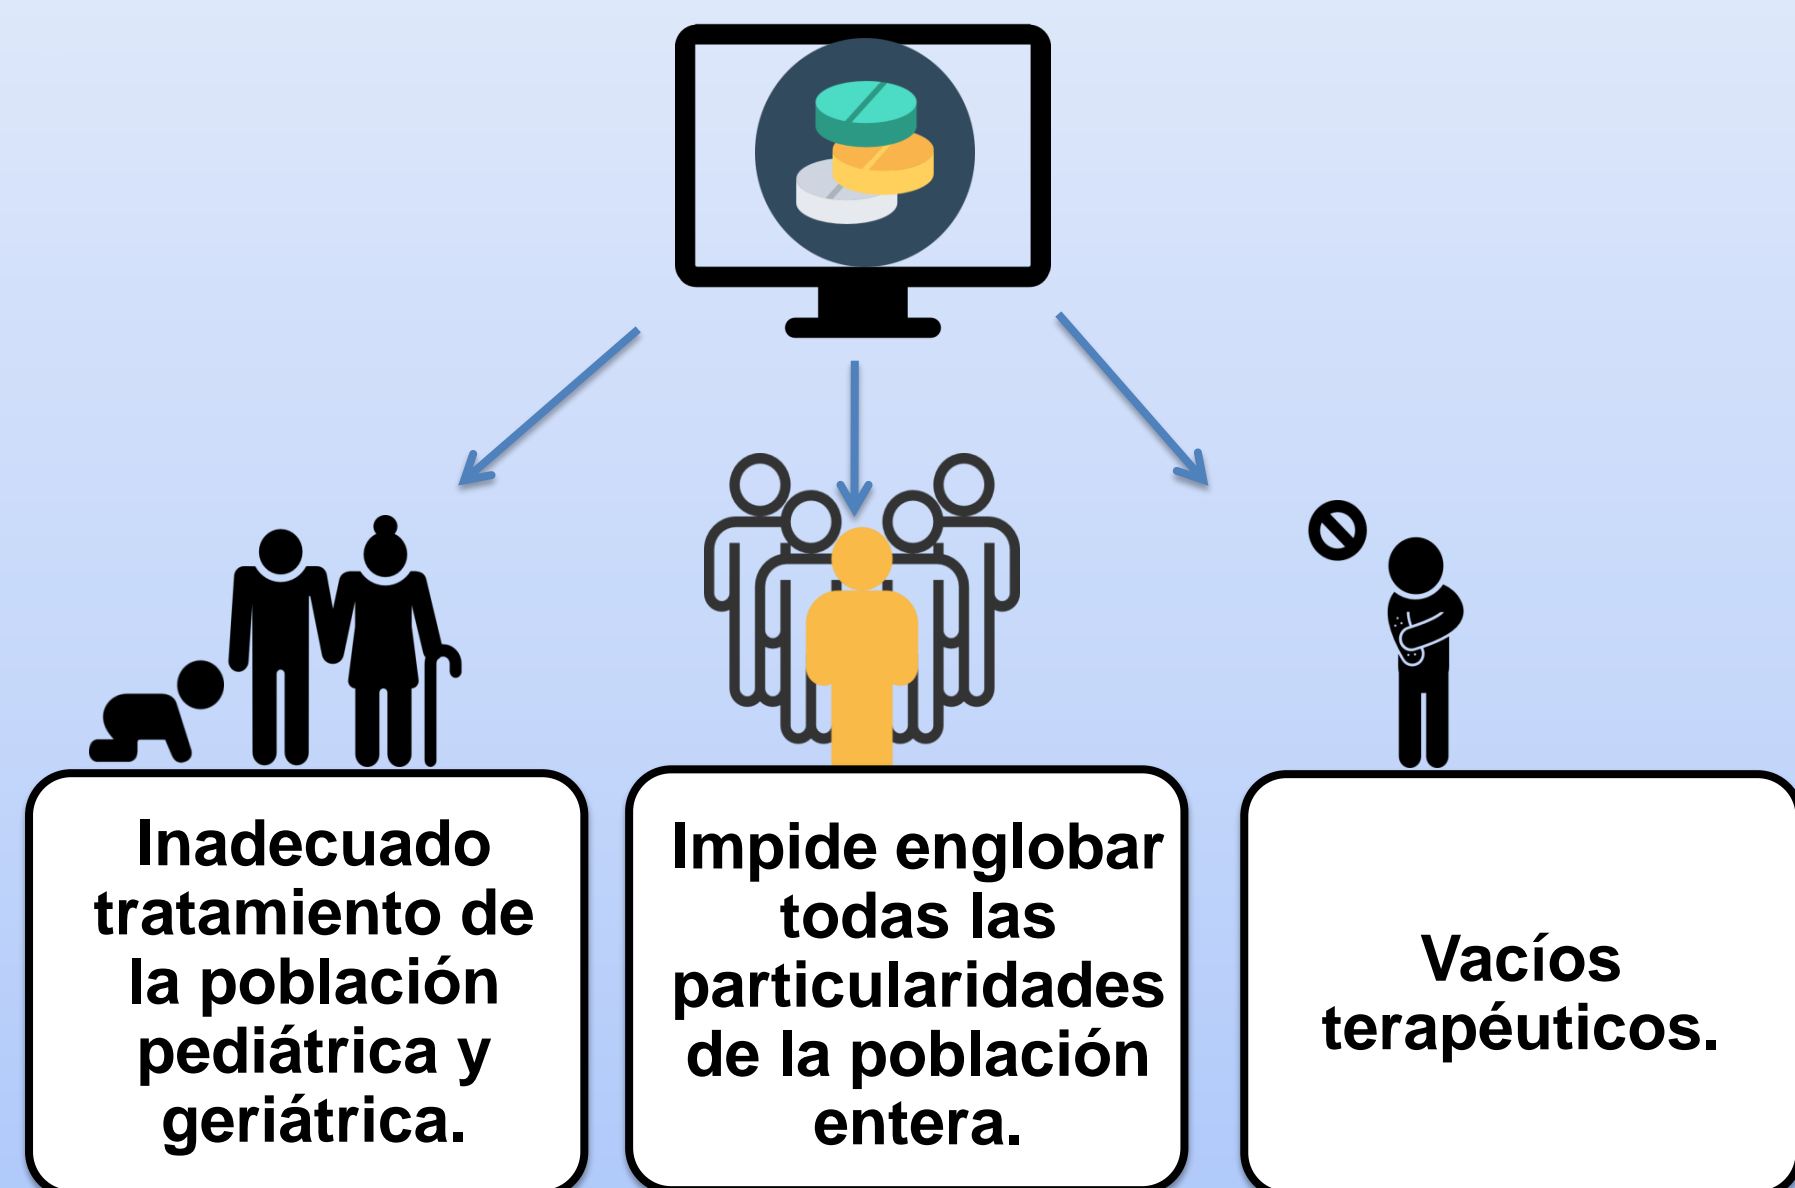 Inadecuado
tratamiento de
la población
pediátrica y
geriátrica.
Impide englobar
todas las
particularidades
de la población
entera.
Vacíos
terapéuticos.